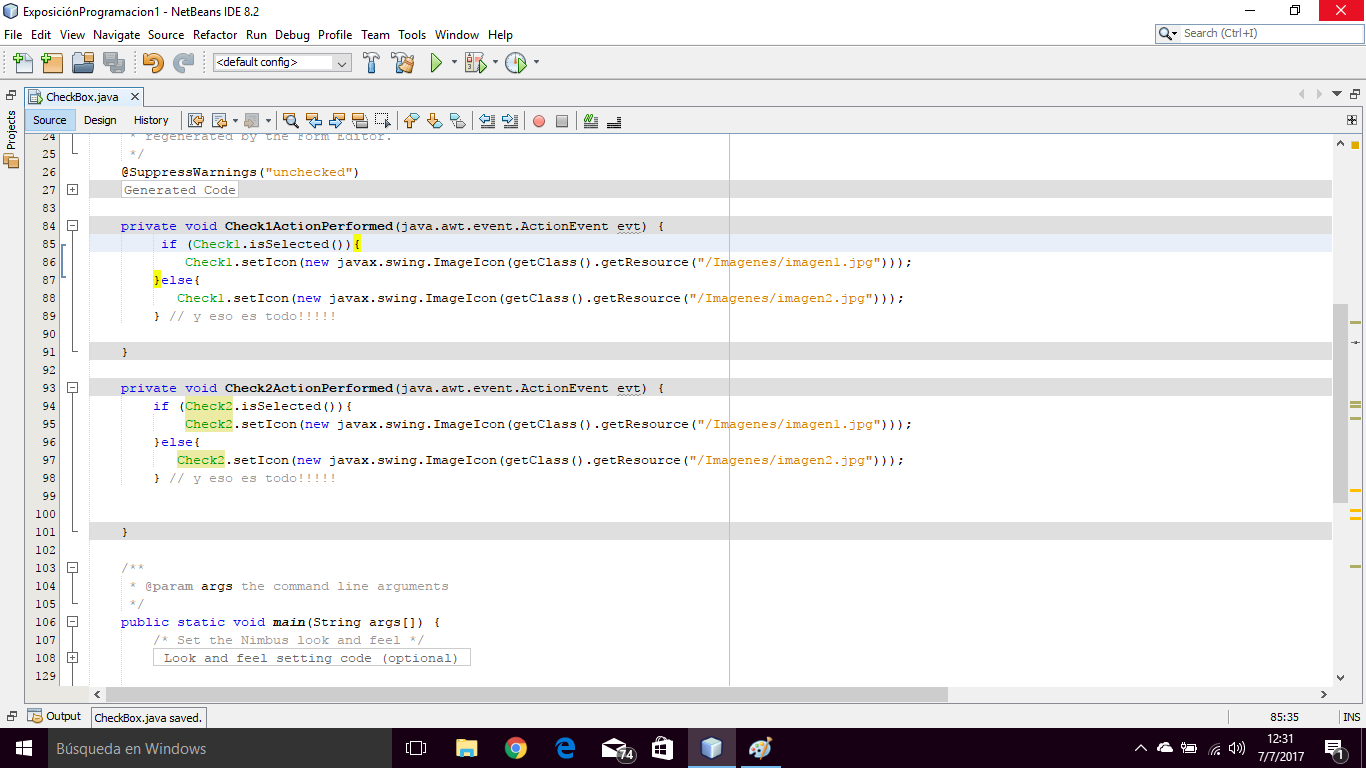 ExposiciónProgramacion1 - NetBeans IDE 8.2
File Edit View Navigate Source Refactor Run Debug Profile Team Tools Window Help
Search (Ctrl+I)
<default config>
Projects
CheckBox.java
Source Design History
24 * regenerated by the Form Editor.
25 */
26 @SuppressWarnings("unchecked")
27 Generated Code
83
84 private void Check1ActionPerformed(java.awt.event.ActionEvent evt) {
85 if (Check1.isSelected()){
86 Check1.setIcon(new javax.swing.ImageIcon(getClass().getResource("/Imagenes/imagen1.jpg")));
87 }else{
88 Check1.setIcon(new javax.swing.ImageIcon(getClass().getResource("/Imagenes/imagen2.jpg")));
89 } // y eso es todo!!!!!
90
91 }
92
93 private void Check2ActionPerformed(java.awt.event.ActionEvent evt) {
94 if (Check2.isSelected()){
95 Check2.setIcon(new javax.swing.ImageIcon(getClass().getResource("/Imagenes/imagen1.jpg")));
96 }else{
97 Check2.setIcon(new javax.swing.ImageIcon(getClass().getResource("/Imagenes/imagen2.jpg")));
98 } // y eso es todo!!!!!
99
100
101 }
102
103 /**
104 * @param args the command line arguments
105 */
106 public static void main(String args[]) {
107 /* Set the Nimbus look and feel */
108 Look and feel setting code (optional)
129
Output CheckBox.java saved. 85:35 INS
Búsqueda en Windows 74 12:31
7/7/2017 1